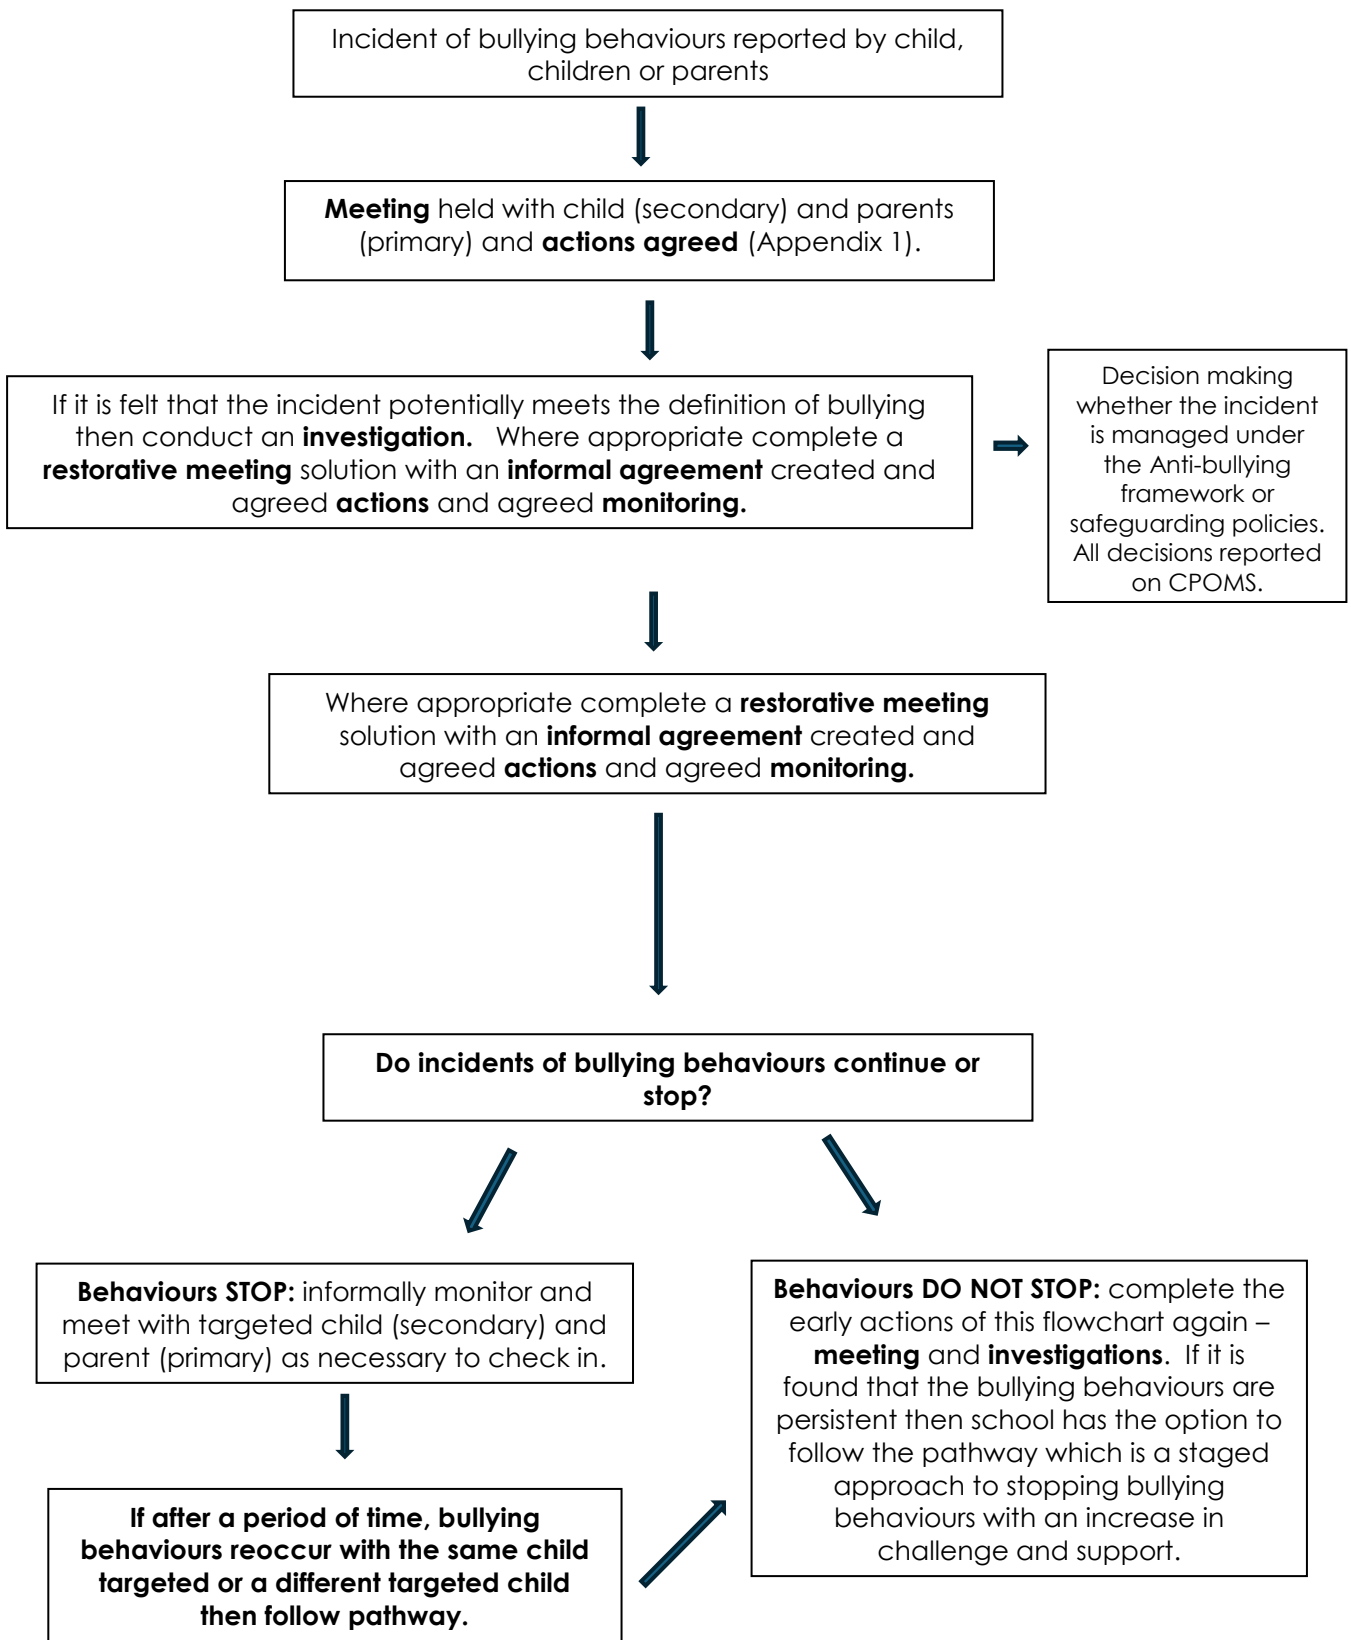 Incident of bullying behaviours reported by child,
children or parents
Meeting held with child (secondary) and parents
(primary) and actions agreed (Appendix 1).
If it is felt that the incident potentially meets the definition of bullying
then conduct an investigation. Where appropriate complete a
restorative meeting solution with an informal agreement created and
agreed actions and agreed monitoring.
Decision making
whether the incident
is managed under
the Anti-bullying
framework or
safeguarding policies.
All decisions reported
on CPOMS.
Where appropriate complete a restorative meeting
solution with an informal agreement created and
agreed actions and agreed monitoring.
Do incidents of bullying behaviours continue or
stop?
Behaviours STOP: informally monitor and
meet with targeted child (secondary) and
parent (primary) as necessary to check in.
Behaviours DO NOT STOP: complete the
early actions of this flowchart again –
meeting and investigations. If it is
found that the bullying behaviours are
persistent then school has the option to
follow the pathway which is a staged
approach to stopping bullying
behaviours with an increase in
challenge and support.
If after a period of time, bullying
behaviours reoccur with the same child
targeted or a different targeted child
then follow pathway.